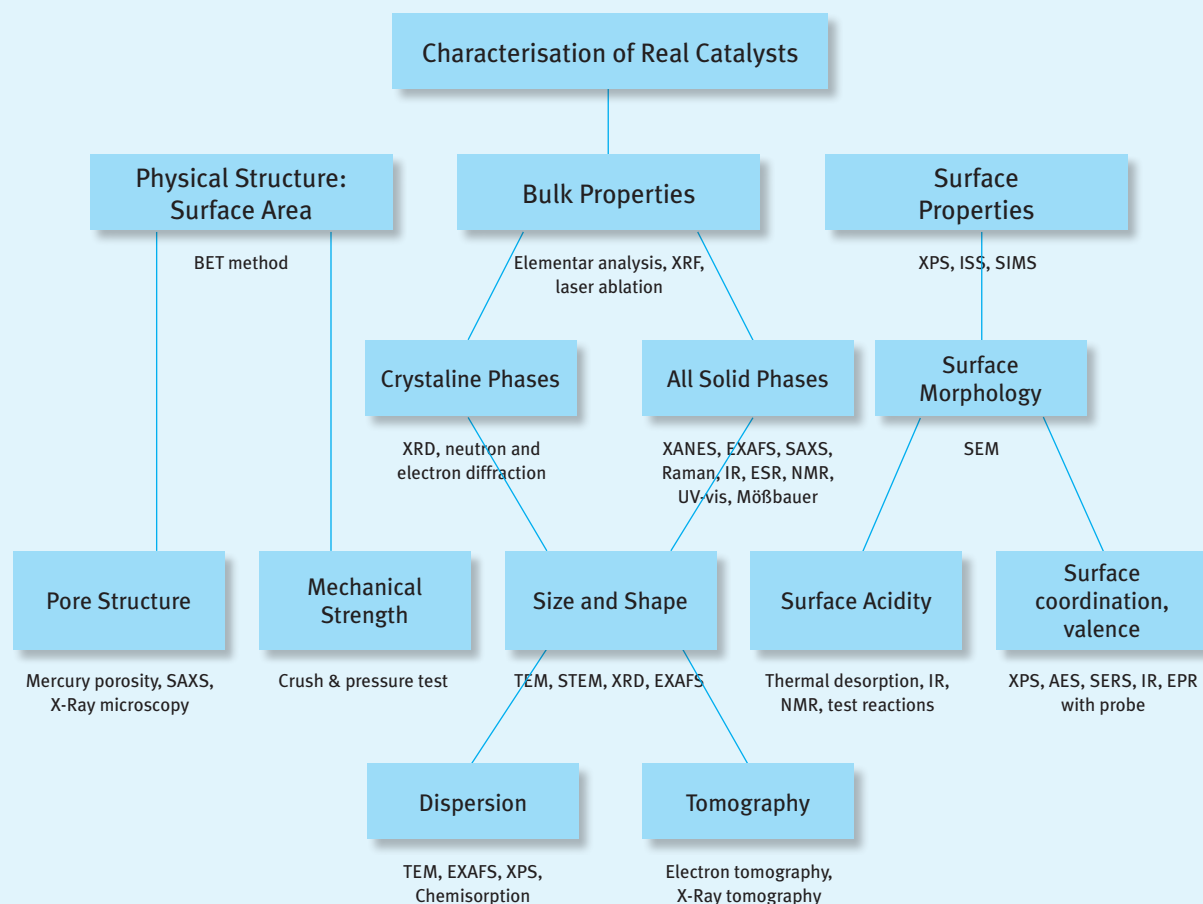 Characterisation of Real Catalysts
Physical Structure:
Surface Area
Bulk Properties
Surface
Properties
BET method
Elementar analysis, XRF,
laser ablation
XPS, ISS, SIMS
Crystaline Phases
All Solid Phases
Surface
Morphology
XRD, neutron and
electron diffraction
XANES, EXAFS, SAXS,
Raman, IR, ESR, NMR,
UV-vis, Mößbauer
SEM
Pore Structure
Mechanical
Strength
Size and Shape
Surface Acidity
Surface
coordination,
valence
Mercury porosity, SAXS,
X-Ray microscopy
Crush & pressure test
TEM, STEM, XRD, EXAFS
Thermal desorption, IR,
NMR, test reactions
XPS, AES, SERS, IR, EPR
with probe
Dispersion
Tomography
TEM, EXAFS, XPS,
Chemisorption
Electron tomography,
X-Ray tomography